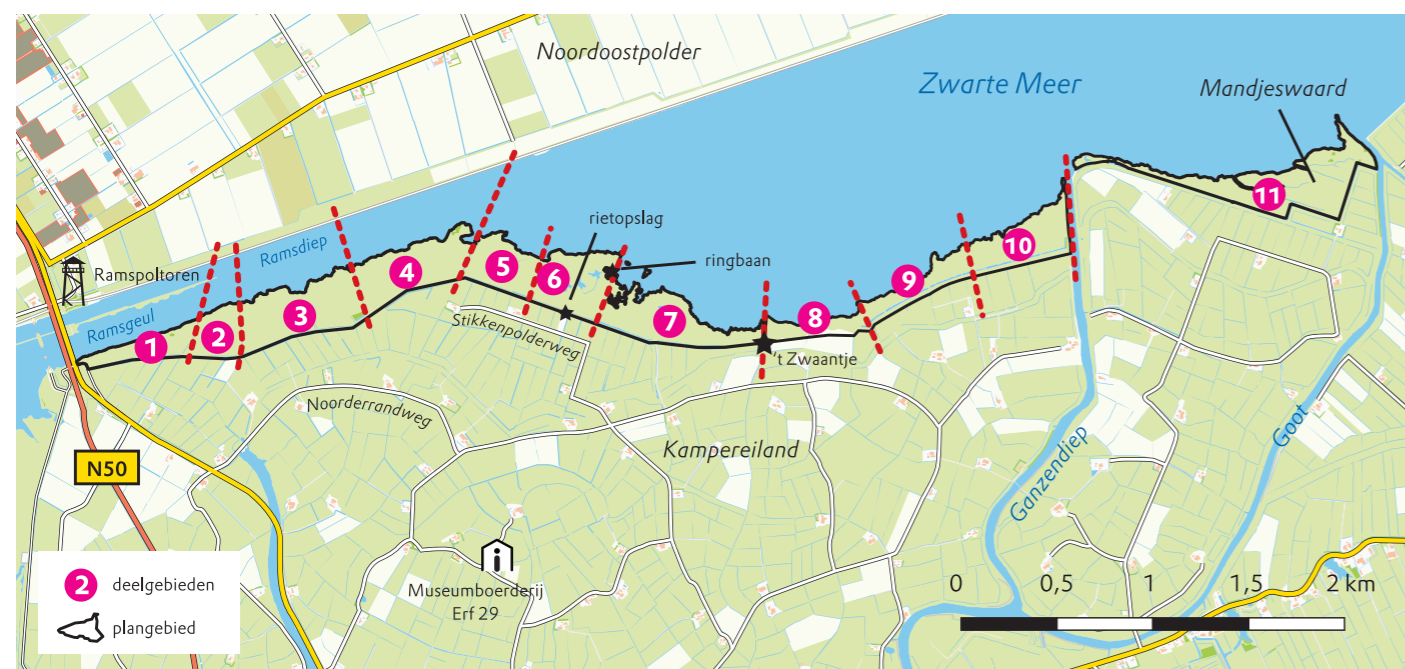 Noordoostpolder
Zwarte Meer
Mandjeswaard
11
rietopslag
Ramsdiep
10
ringbaan
5
4
6
9
Ramspoltoren
3
7
8
Ramsgeul
2
1
Stikkenpolderweg
't Zwaantje
Noorderrandweg
Goot
Kampereiland
N50
Ganzendiep
2 deelgebieden
plangebied
i
Museumboerderij
Erf 29
0 0,5 1 1,5 2 km